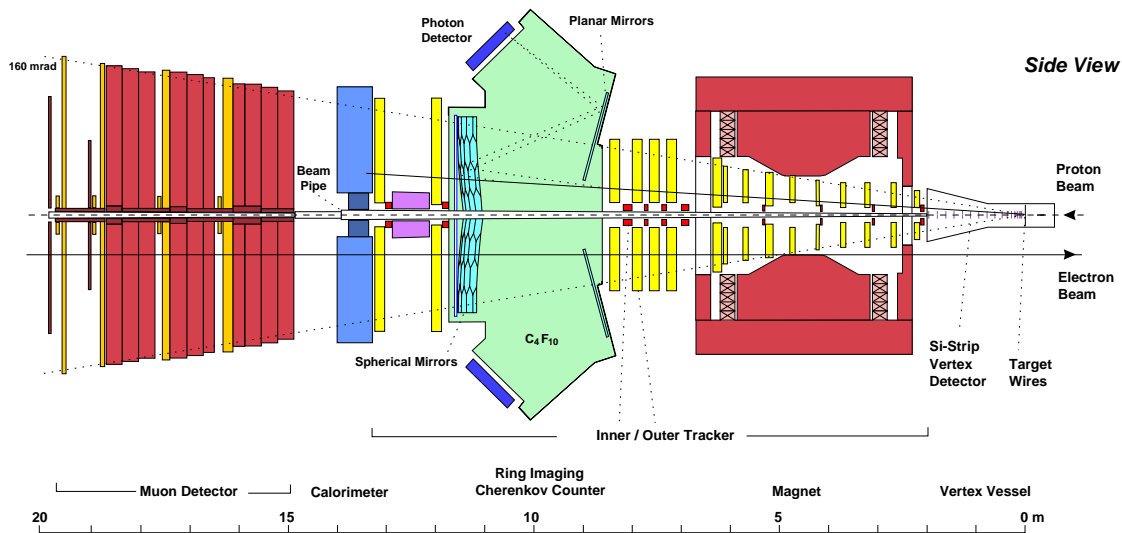 Photon
Detector
Planar Mirrors
160 mrad
Side View
Beam
Pipe
Proton
Beam
Electron
Beam
C4F10
Spherical Mirrors
Si-Strip
Vertex
Detector
Target
Wires
Inner / Outer Tracker
Muon Detector
Calorimeter
Ring Imaging
Cherenkov Counter
Magnet
Vertex Vessel
20 15 10 5 0 m